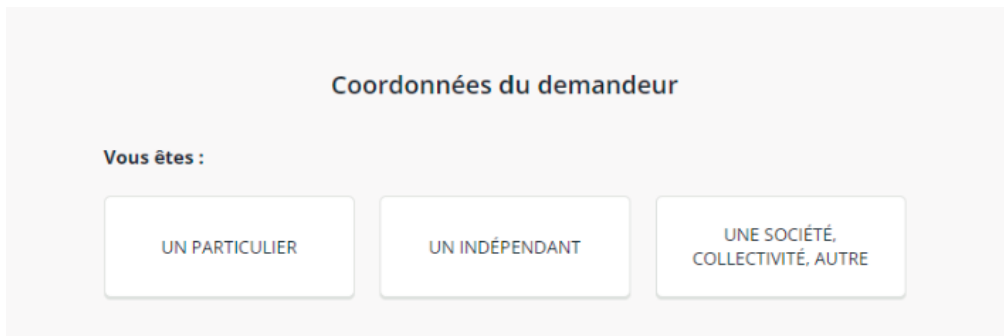 Coordonnées du demandeur
Vous êtes :
UN PARTICULIER
UN INDÉPENDANT
UNE SOCIÉTÉ,
COLLECTIVITÉ, AUTRE